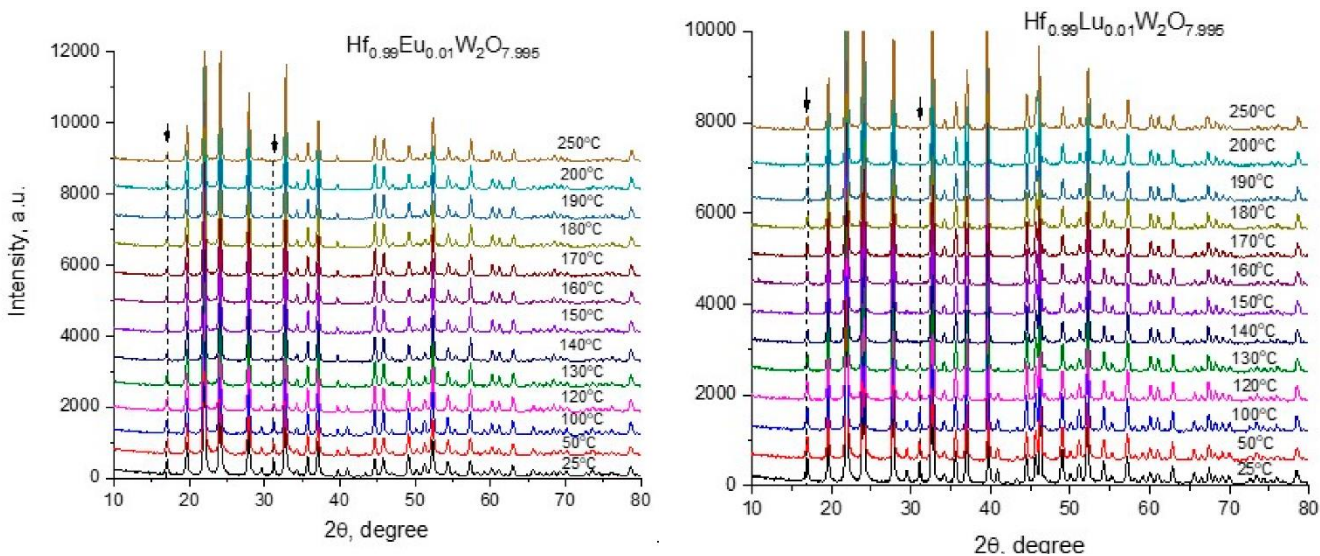 Hf0.99Eu0.01W2O7.995
12000
10000
8000
6000
4000
2000
0
Intensity, a.u.
250°C
200°C
190°C
180°C
170°C
160°C
150°C
140°C
130°C
120°C
100°C
50°C
25°C
10 20 30 40 50 60 70 80
2θ, degree
Hf0.99Lu0.01W2O7.995
10000
8000
6000
4000
2000
0
250°C
200°C
190°C
180°C
170°C
160°C
150°C
140°C
130°C
120°C
100°C
50°C
25°C
10 20 30 40 50 60 70 80
2θ, degree